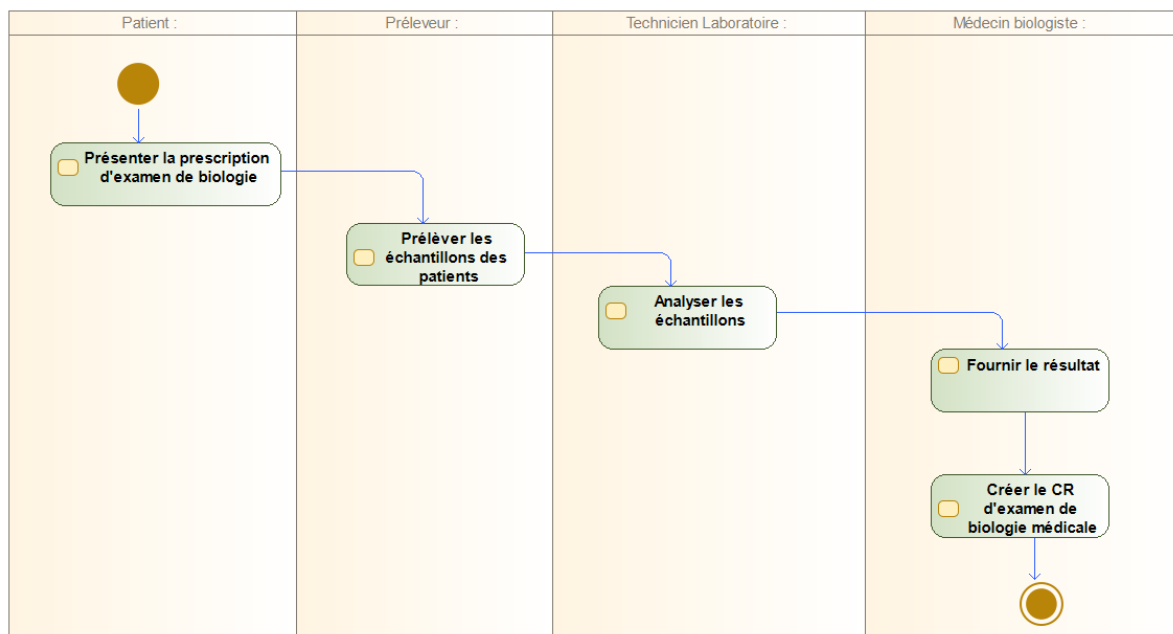 Patient :
Préleveur :
Technicien Laboratoire :
Médecin biologiste :
Présenter la prescription
d'examen de biologie
Prélèver les
échantillons des
patients
Analyser les
échantillons
Fournir le résultat
Créer le CR
d'examen de
biologie médicale